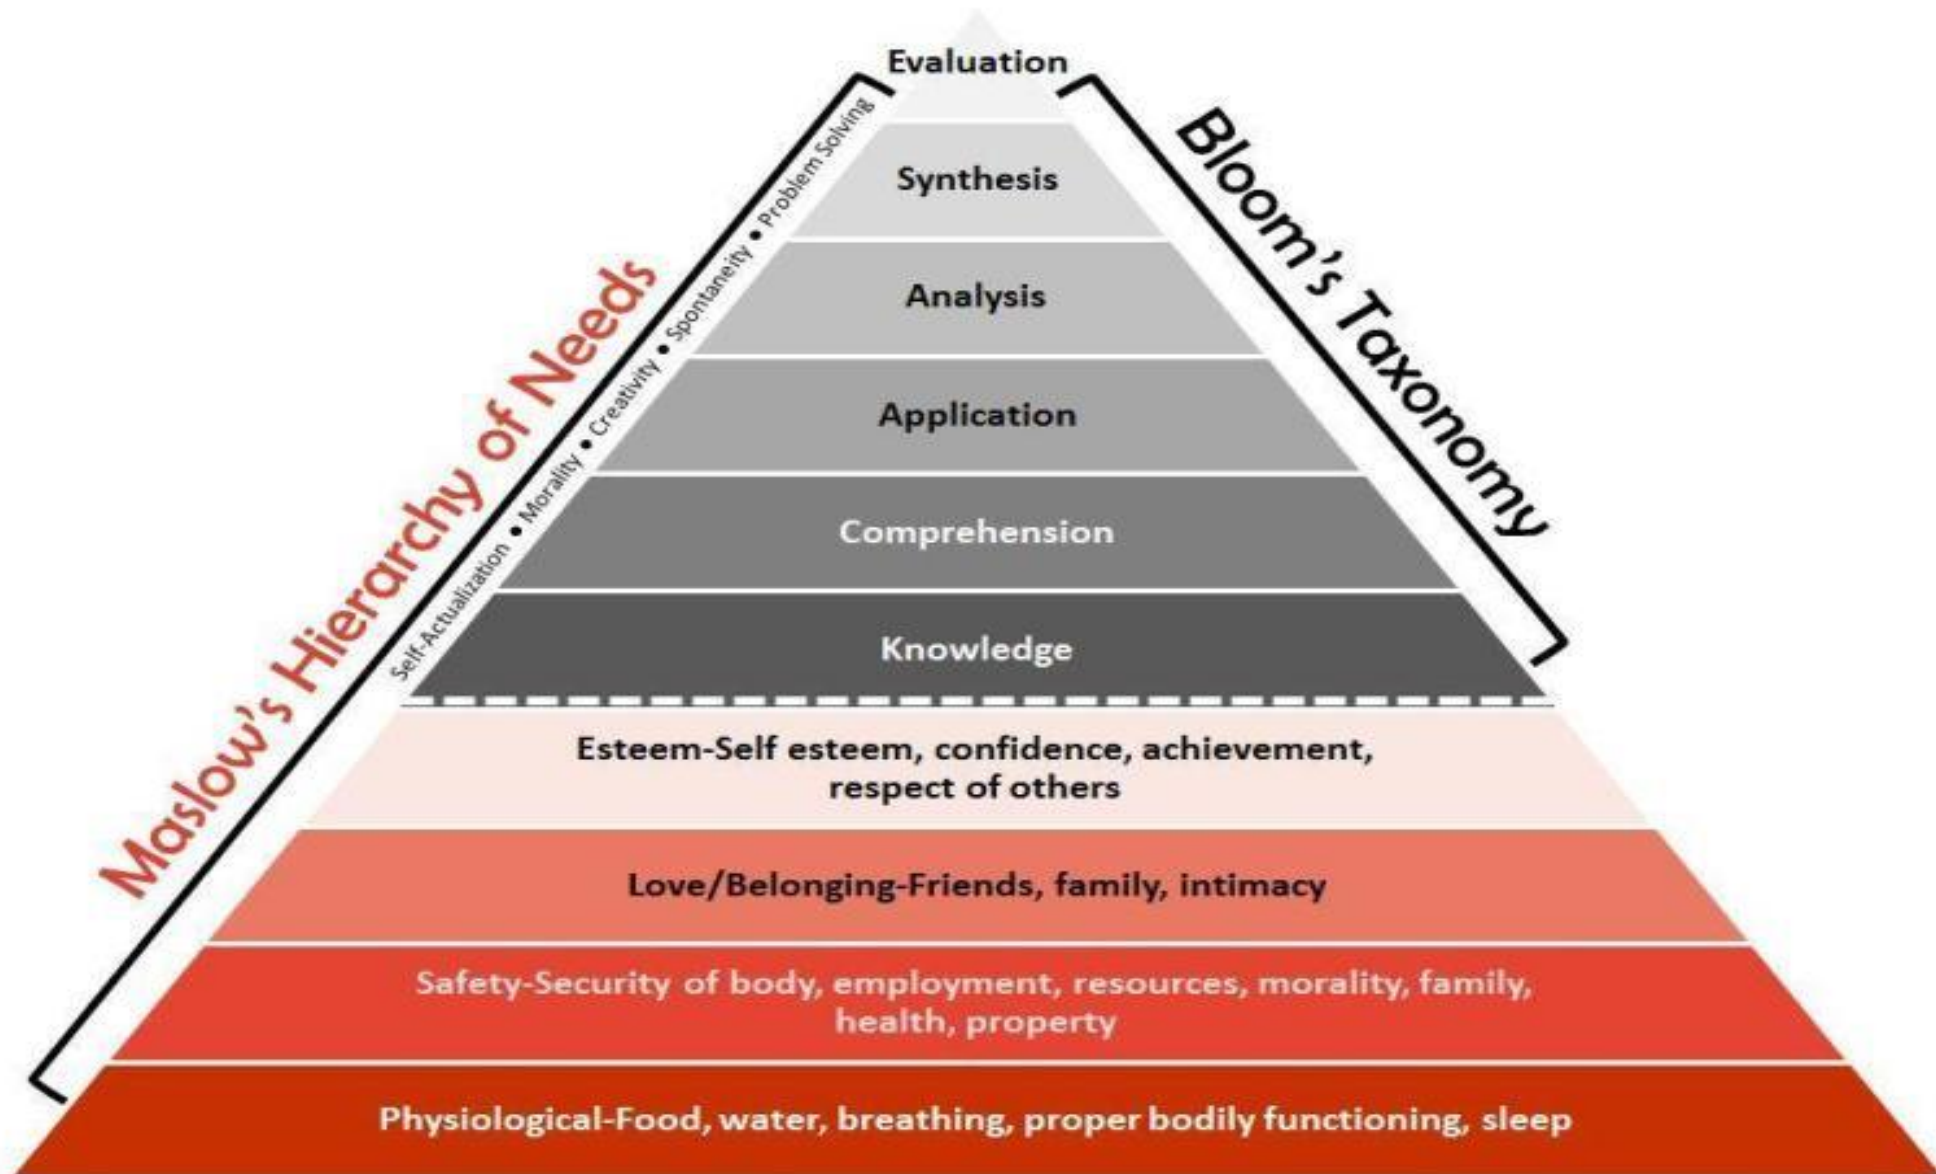 Evaluation
Synthesis
Analysis
Application
Comprehension
Knowledge
Esteem-Self esteem, confidence, achievement,
respect of others
Love/Belonging-Friends, family, intimacy
Safety-Security of body, employment, resources, morality, family,
health, property
Physiological-Food, water, breathing, proper bodily functioning, sleep
Maslow's Hierarchy of Needs
Self-Actualization • Morality • Creativity • Spontaneity • Problem Solving
Bloom's Taxonomy